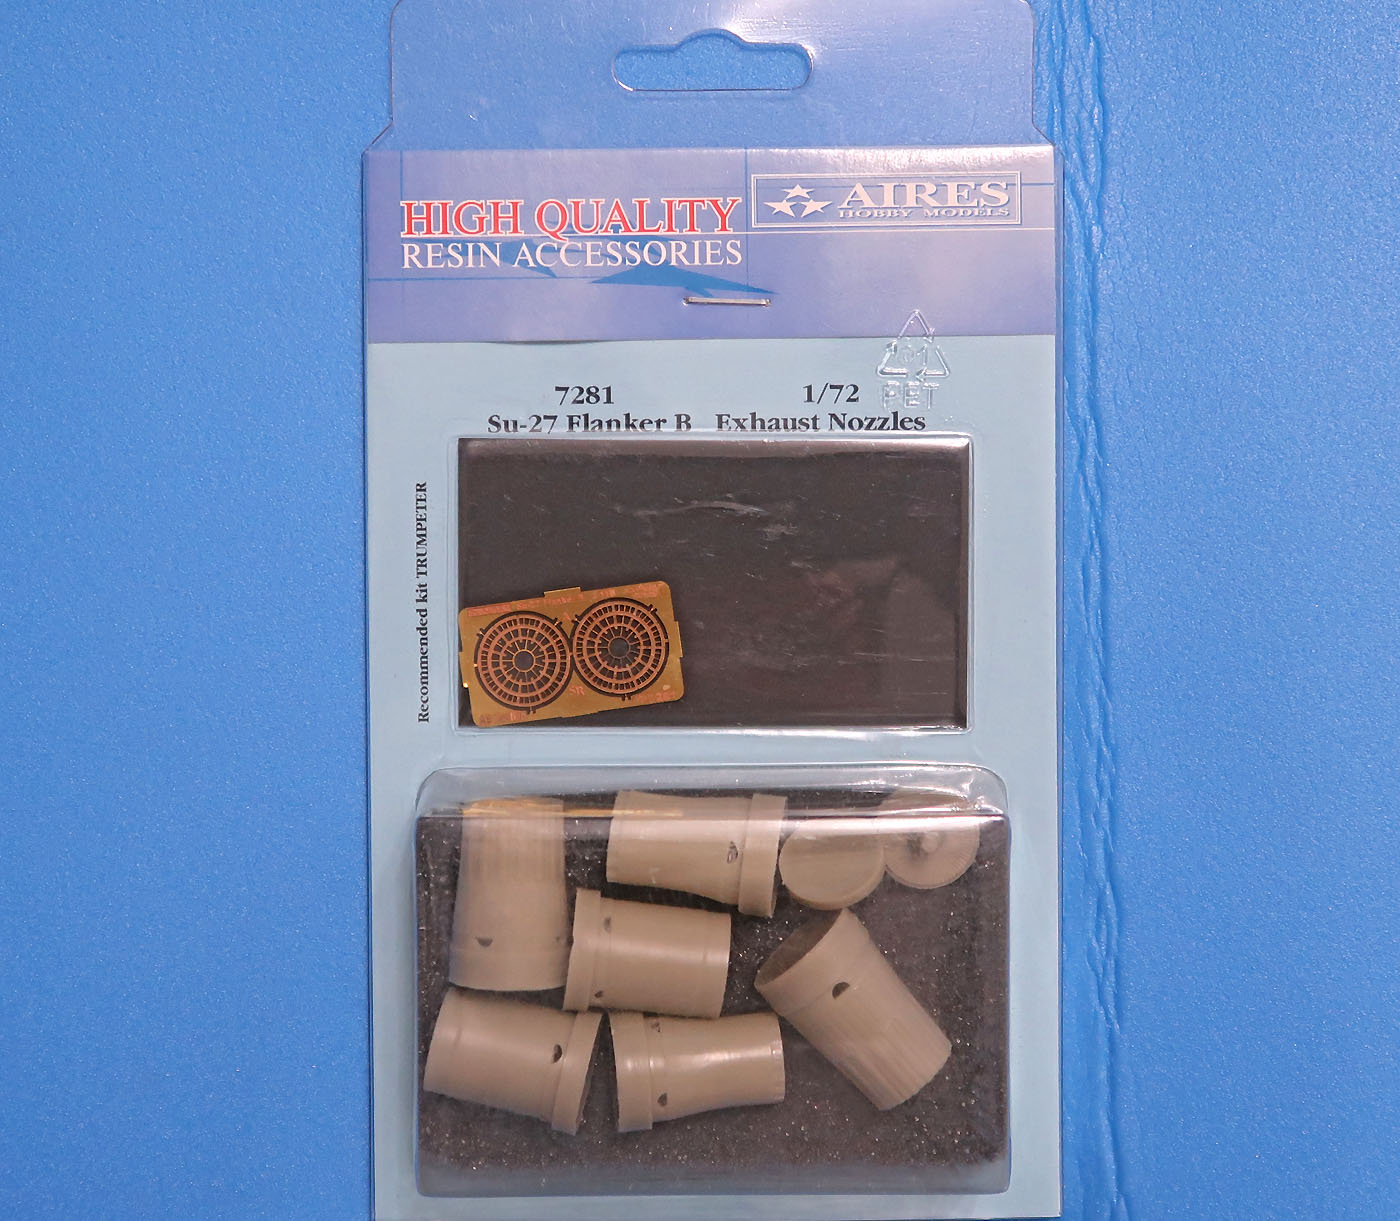 HIGH QUALITY
RESIN ACCESSORIES
AIRES
HOBBY MODELS
7281 1/72
Su-27 Flanker B Exhaust Nozzles
PET
Recommended kit TRUMPETER